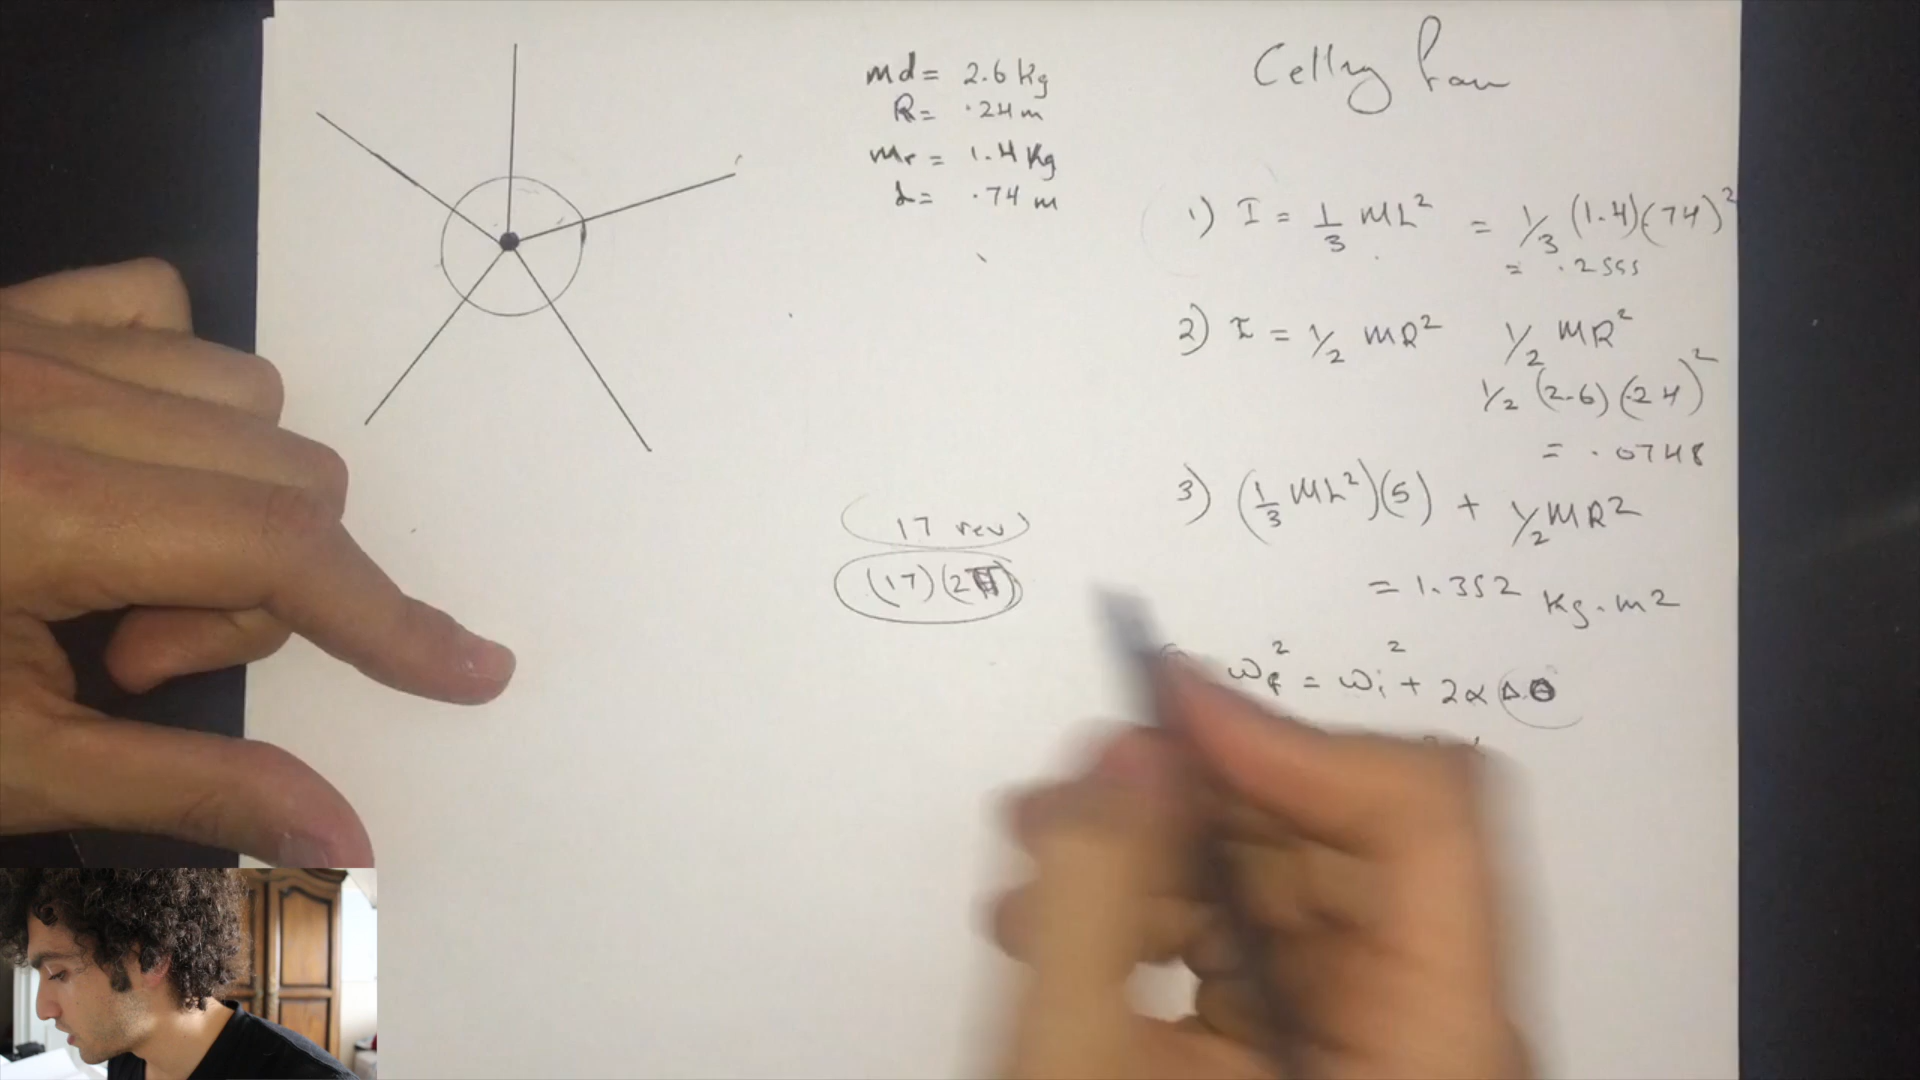 Ceiling fan
md = 2.6 kg
R = .24 m
mr = 1.4 kg
L = .74 m
1) I = 1/3 ML² = 1/3 (1.4)(.74)²
= .2555
2) I = 1/2 MR² 1/2 MR²
1/2 (2.6) (.24)²
= .0748
3) (1/3 ML²)(5) + 1/2 MR²
= 1.352 kg.m2
17 rev
(17)(2π)
ωf² = ωi² + 2α Δθ